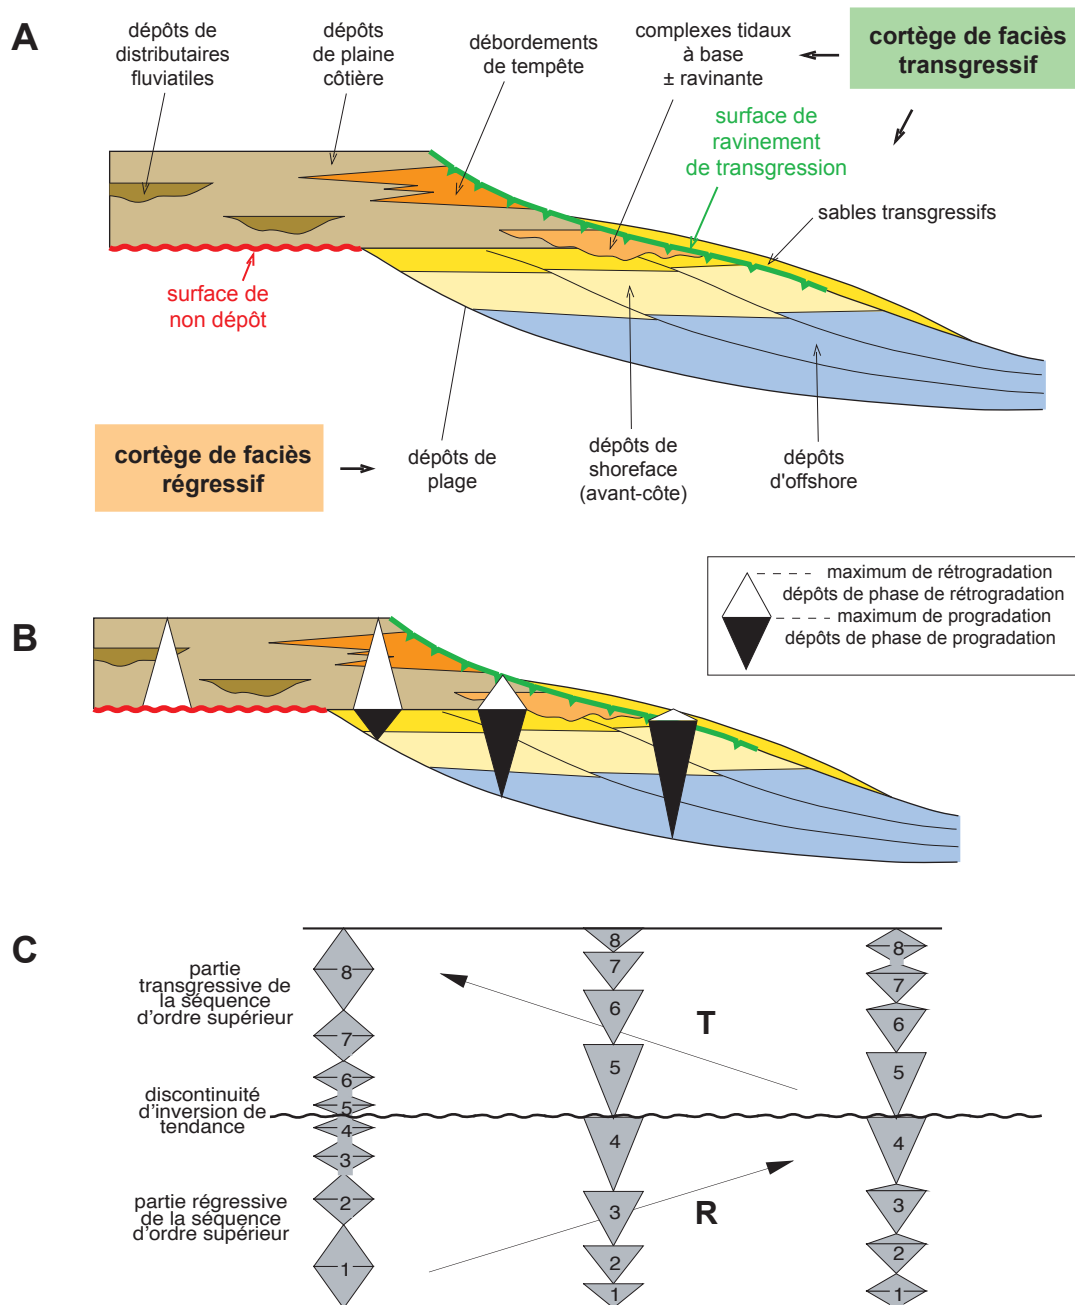 A
dépôts de
distributaires
fluviatiles
dépôts
de plaine
côtière
débordements
de tempête
complexes tidaux
à base
± ravinante
cortège de faciès
transgressif
surface de
ravinement
de transgression
sables transgressifs
surface de
non dépôt
cortège de faciès
régressif
dépôts de
plage
dépôts de
shoreface
(avant-côte)
dépôts
d'offshore
B
maximum de rétrogradation
dépôts de phase de rétrogradation
maximum de progradation
dépôts de phase de progradation
C
partie
transgressive de
la séquence
d'ordre supérieur
discontinuité
d'inversion de
tendance
partie régressive
de la séquence
d'ordre supérieur
8
7
6
5
4
3
2
1
8
7
6
5
4
3
2
1
T
R
8
7
6
5
4
3
2
1